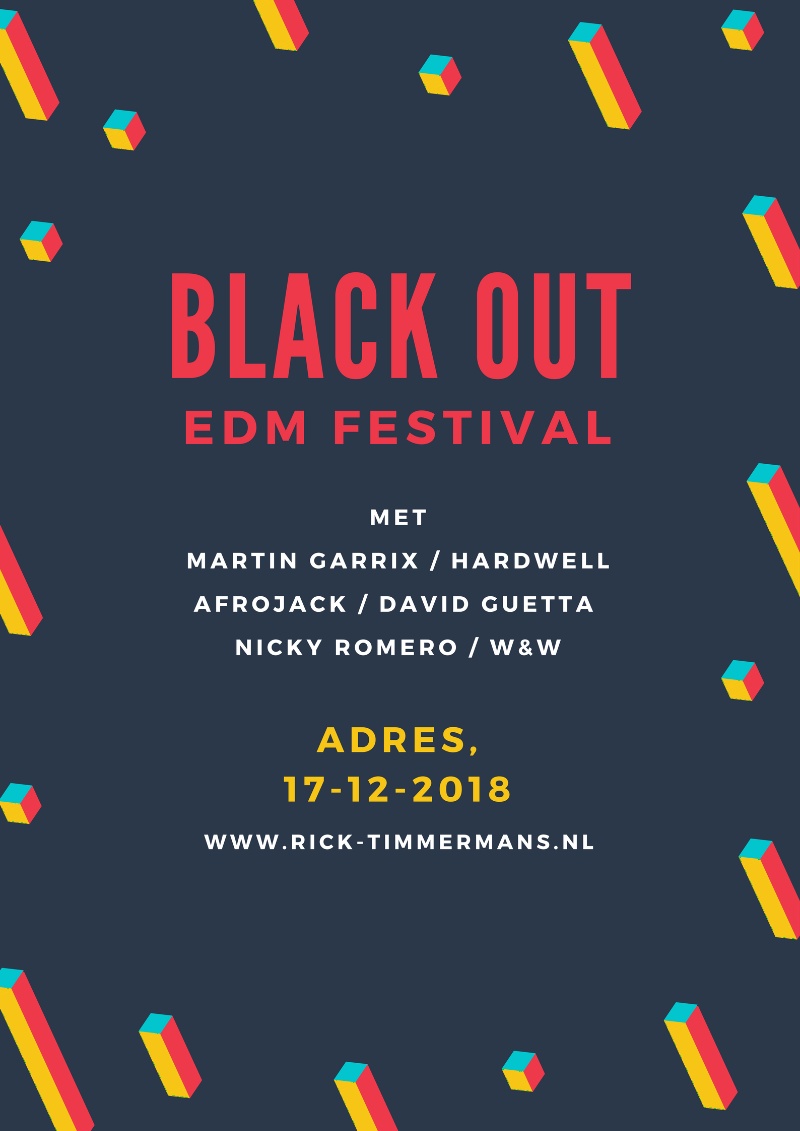 BLACK OUT
EDM FESTIVAL
MET
MARTIN GARRIX / HARDWELL
AFROJACK / DAVID GUETTA
NICKY ROMERO / W&W
ADRES,
17-12-2018
WWW.RICK-TIMMERMANS.NL